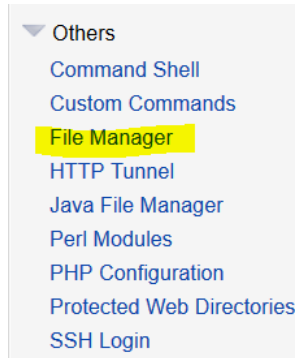 Others
Command Shell
Custom Commands
File Manager
HTTP Tunnel
Java File Manager
Perl Modules
PHP Configuration
Protected Web Directories
SSH Login